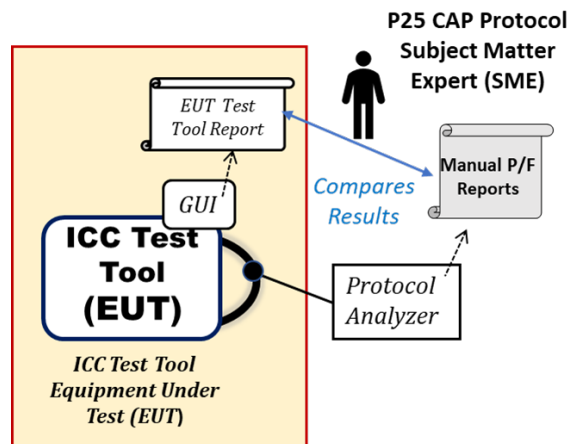 P25 CAP Protocol
Subject Matter
Expert (SME)
EUT Test
Tool Report
Manual P/F
Reports
Compares
Results
GUI
ICC Test
Tool
(EUT)
Protocol
Analyzer
ICC Test Tool
Equipment Under
Test (EUT)